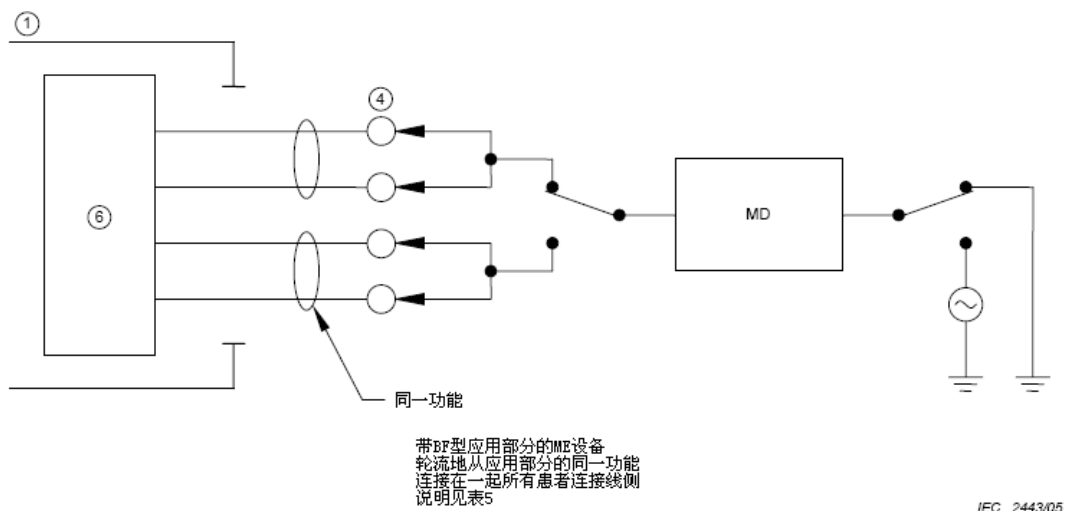 ①
④
⑥
MD
同一功能
带BF型应用部分的ME设备
轮流地从应用部分的同一功能
连接在一起所有患者连接线侧
说明见表5
IEC 2443/05